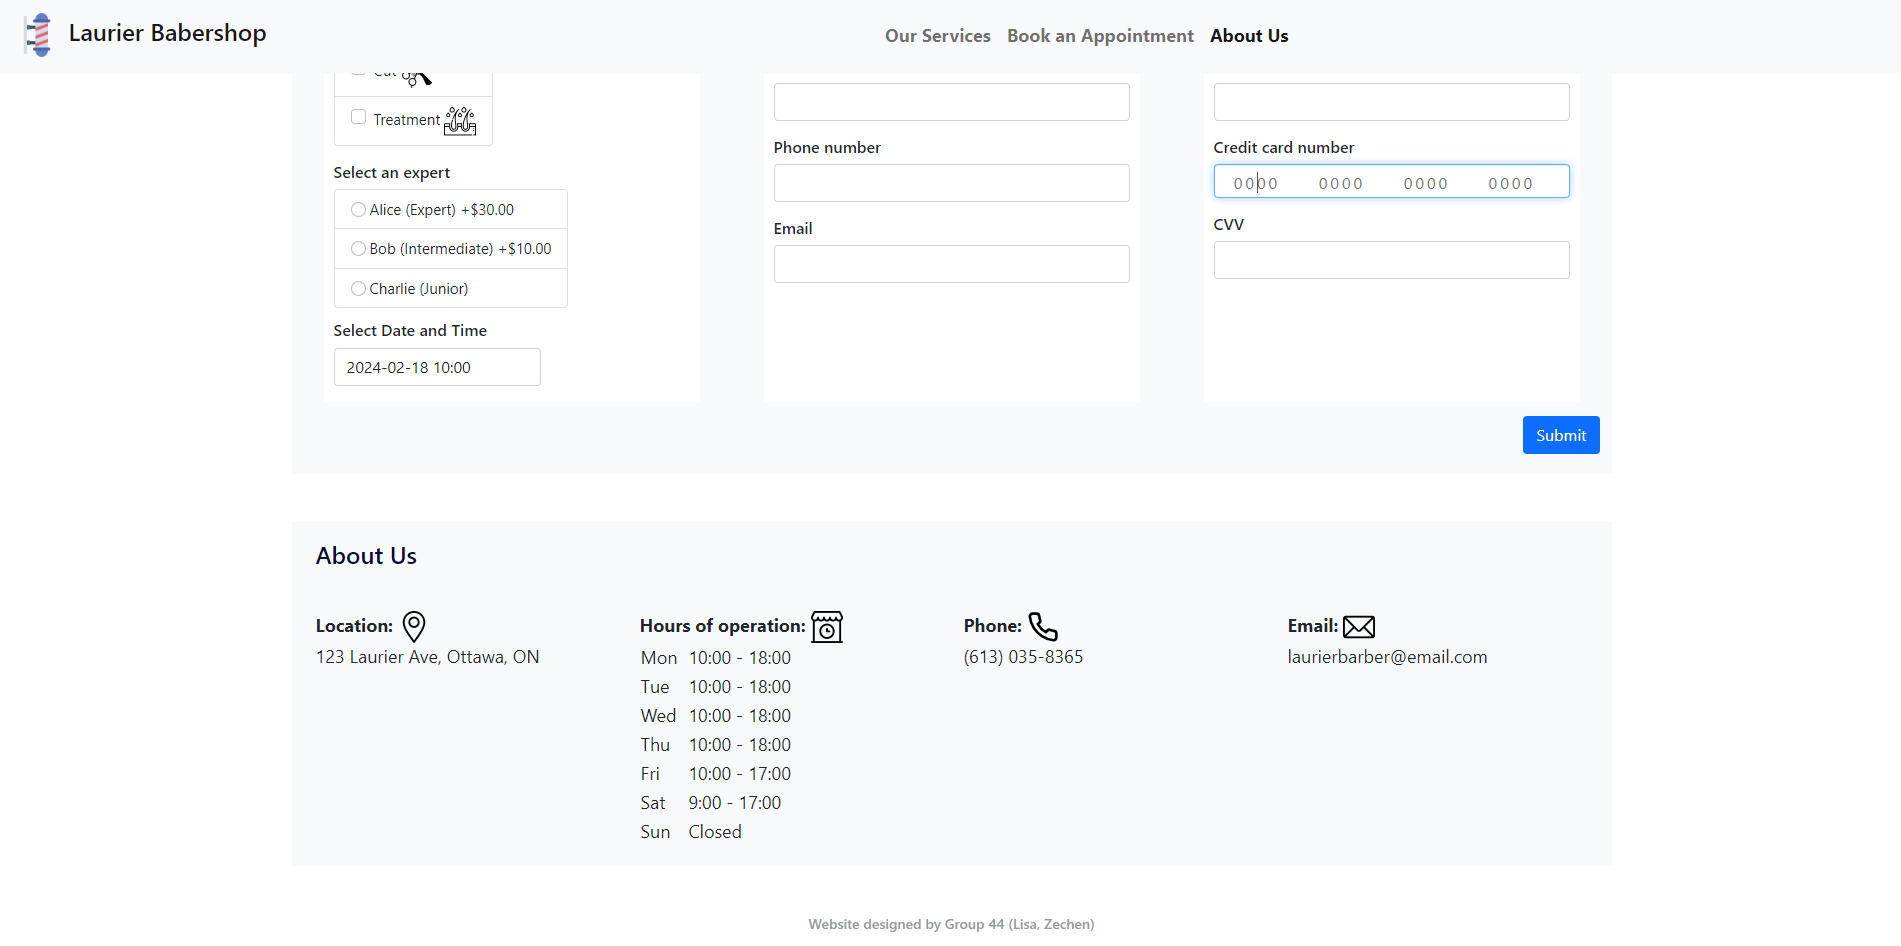 Laurier Babershop
Our Services Book an Appointment About Us
Cut
Treatment
Select an expert
Alice (Expert) +$30.00
Bob (Intermediate) +$10.00
Charlie (Junior)
Select Date and Time
2024-02-18 10:00
Phone number
Email
Credit card number
0000 0000 0000 0000
CVV
Submit
About Us
Location:
123 Laurier Ave, Ottawa, ON
Hours of operation:
Mon 10:00 - 18:00
Tue 10:00 - 18:00
Wed 10:00 - 18:00
Thu 10:00 - 18:00
Fri 10:00 - 17:00
Sat 9:00 - 17:00
Sun Closed
Phone:
(613) 035-8365
Email:
laurierbarber@email.com
Website designed by Group 44 (Lisa, Zechen)